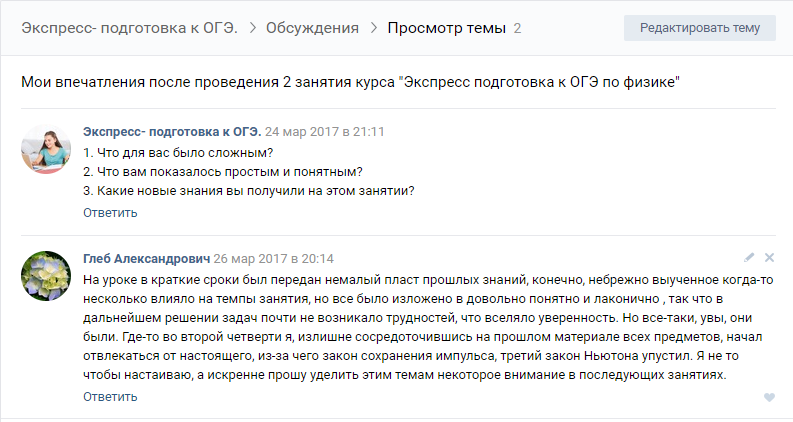 Экспресс- подготовка к ОГЭ. > Обсуждения > Просмотр темы 2 Редактировать тему
Мои впечатления после проведения 2 занятия курса "Экспресс подготовка к ОГЭ по физике"
Экспресс- подготовка к ОГЭ. 24 мар 2017 в 21:11
1. Что для вас было сложным?
2. Что вам показалось простым и понятным?
3. Какие новые знания вы получили на этом занятии?
Ответить
Глеб Александрович 26 мар 2017 в 20:14
На уроке в краткие сроки был передан немалый пласт прошлых знаний, конечно, небрежно выученное когда-то
несколько влияло на темпы занятия, но все было изложено в довольно понятно и лаконично , так что в
дальнейшем решении задач почти не возникало трудностей, что вселяло уверенность. Но все-таки, увы, они
были. Где-то во второй четверти я, излишне сосредоточившись на прошлом материале всех предметов, начал
отвлекаться от настоящего, из-за чего закон сохранения импульса, третий закон Ньютона упустил. Я не то
чтобы настаиваю, а искренне прошу уделить этим темам некоторое внимание в последующих занятиях.
Ответить